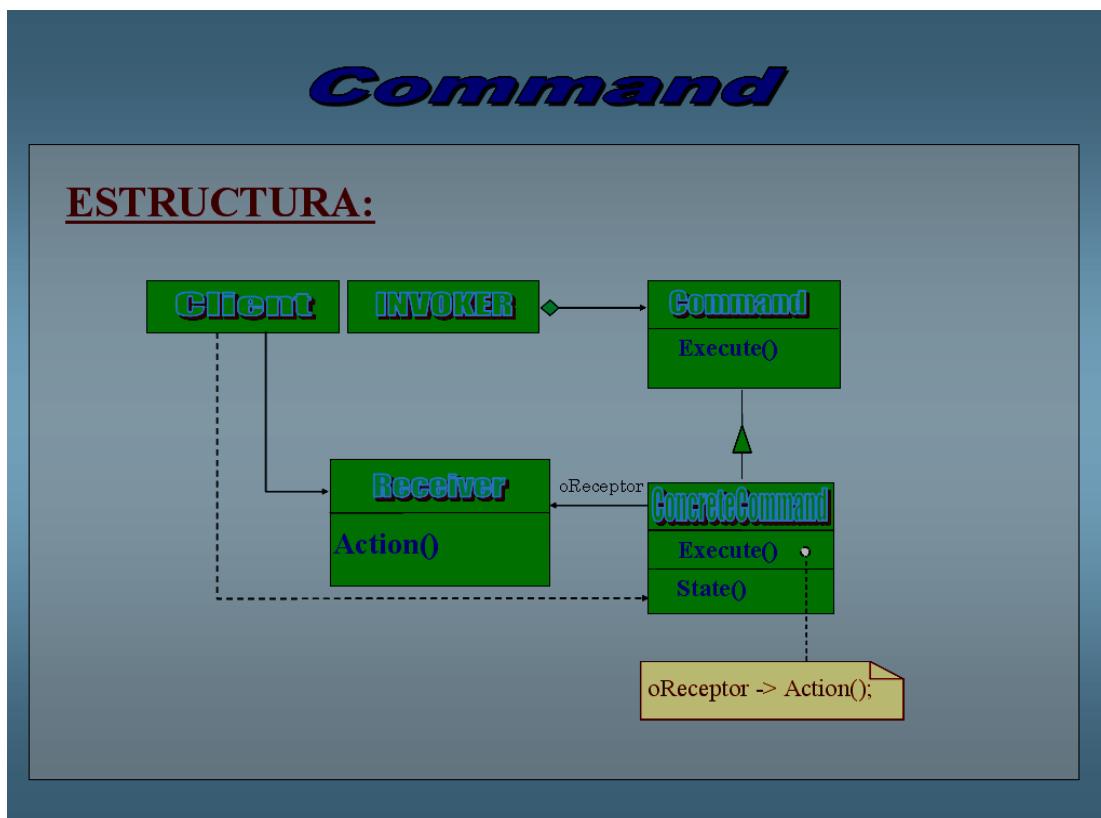 Command
ESTRUCTURA:
Client
INVOKER
Command
Execute()
Receiver
Action()
oReceptor
ConcreteCommand
Execute()
State()
oReceptor -> Action();